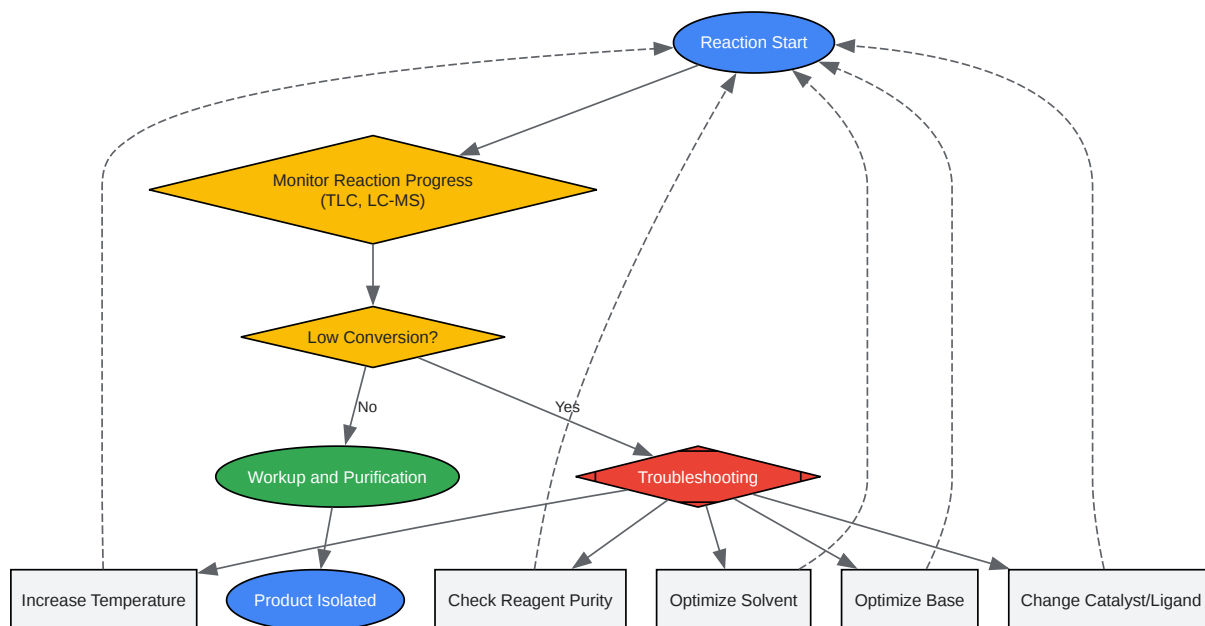 Reaction Start
Monitor Reaction Progress
(TLC, LC-MS)
Low Conversion?
No
Yes
Workup and Purification
Troubleshooting
Increase Temperature
Product Isolated
Check Reagent Purity
Optimize Solvent
Optimize Base
Change Catalyst/Ligand